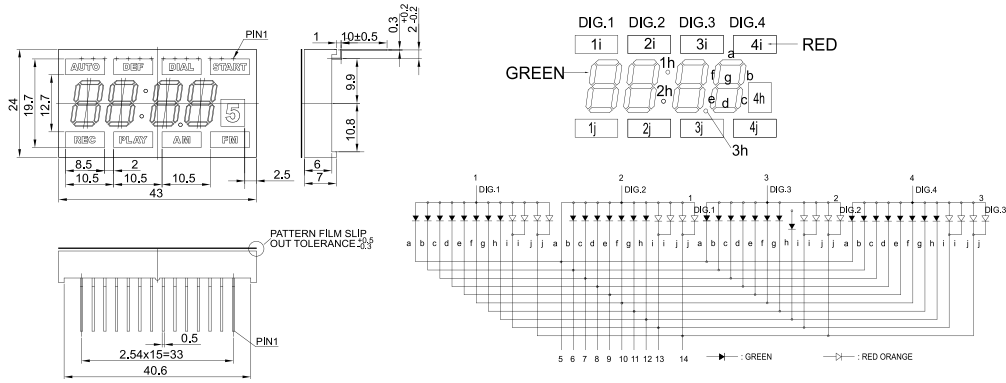 1
10±0.5
0.3
2 +0.2 -0.2
PIN1
AUTO DEF DIAL START
24
19.7
12.7
5
REC PLAY AM FM
9.9
10.8
8.5
2
10.5
10.5
10.5
2.5
43
6
7
DIG.1 DIG.2 DIG.3 DIG.4
1i 2i 3i 4i
RED
GREEN
1h
2h
a
f
g
b
e
d
c
4h
1j 2j 3j 4j
3h
PATTERN FILM SLIP
OUT TOLERANCE +0.5 -0.3
PIN1
0.5
2.54x15=33
40.6
1 2 3 4
DIG.1 DIG.2 DIG.3 DIG.4
1 2 3
DIG.1 DIG.2 DIG.3
a b c d e f g h i i j j a b c d e f g h i i j j a b c d e f g h i i j j a b c d e f g h i i j j
5 6 7 8 9 10 11 12 13 14
: GREEN : RED ORANGE